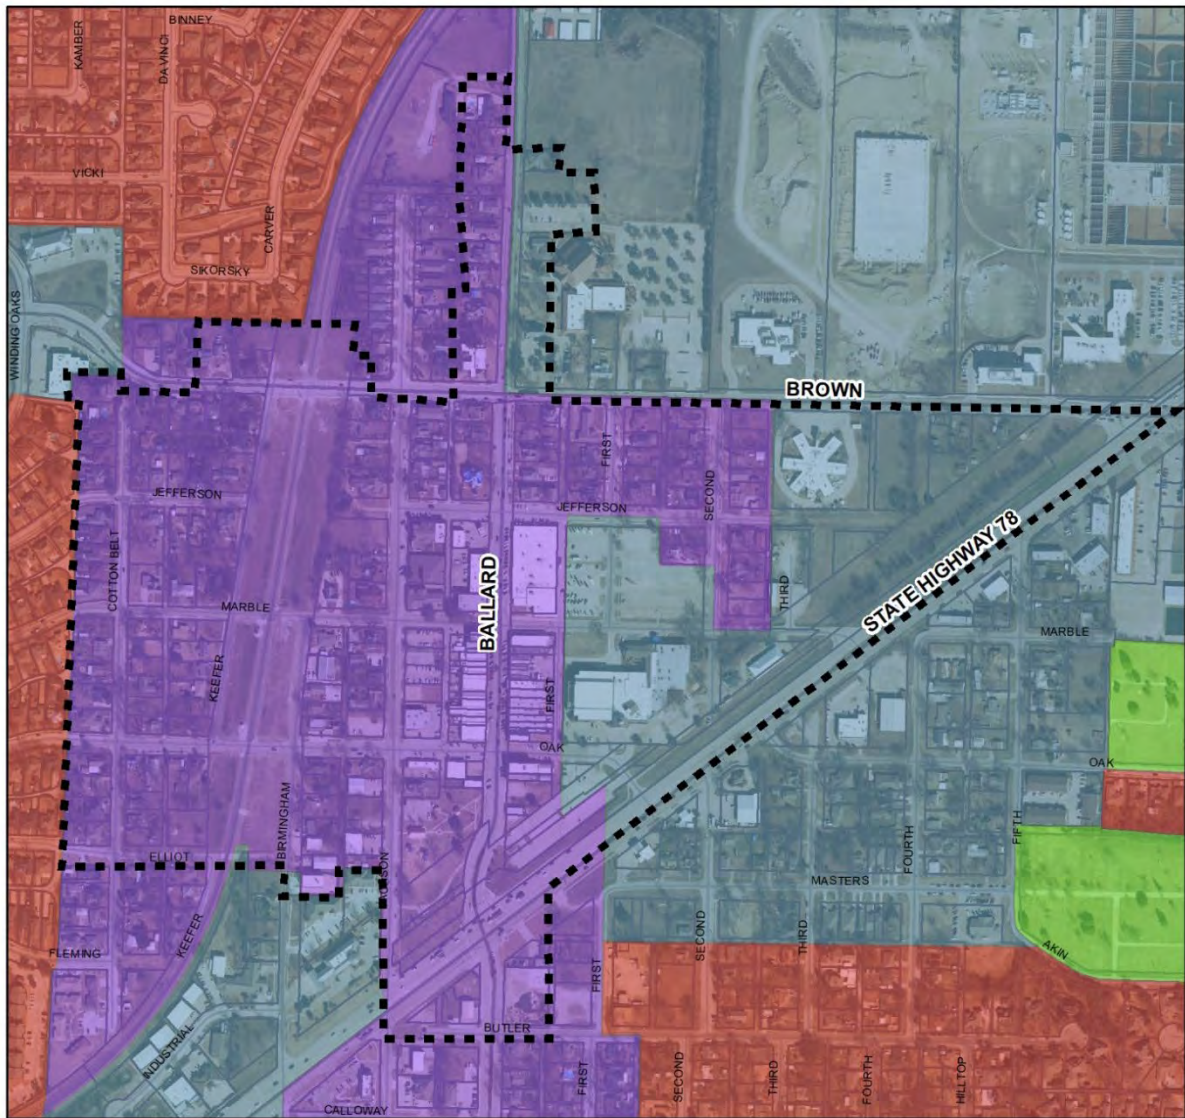 BINNEY
KAMBER
DA VINCI
VICKI
CARVER
SIKORSKY
WINDING OAKS
BROWN
JEFFERSON
FIRST
SECOND
JEFFERSON
COTTON BELT
BALLARD
STATE HIGHWAY 78
THIRD
MARBLE
MARBLE
KEEFER
FIRST
OAK
OAK
BIRMINGHAM
FIFTH
FOURTH
ELLIOT
MASTERS
KEEFER
SECOND
THIRD
AKIN
FLEMING
FIRST
BUTLER
INDUSTRIAL
FIRST
SECOND
THIRD
FOURTH
HILLTOP
CALLOWAY